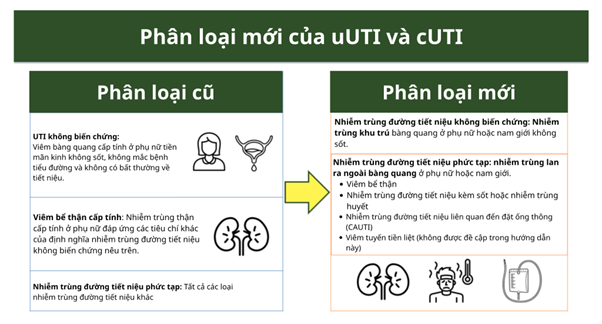 Phân loại mới của uUTI và cUTI
Phân loại cũ
UTI không biến chứng:
Viêm bàng quang cấp tính ở phụ nữ tiền
mãn kinh không sốt, không mắc bệnh
tiểu đường và không có bất thường về
tiết niệu.
Viêm bể thận cấp tính: Nhiễm trùng thận
cấp tính ở phụ nữ đáp ứng các tiêu chí khác
của định nghĩa nhiễm trùng đường tiết niệu
không biến chứng nêu trên.
Nhiễm trùng đường tiết niệu phức tạp: Tất cả các loại
nhiễm trùng đường tiết niệu khác
Phân loại mới
Nhiễm trùng đường tiết niệu không biến chứng: Nhiễm
trùng khu trú bàng quang ở phụ nữ hoặc nam giới không
sốt.
Nhiễm trùng đường tiết niệu phức tạp: nhiễm trùng lan
ra ngoài bàng quang ở phụ nữ hoặc nam giới.
• Viêm bể thận
• Nhiễm trùng đường tiết niệu kèm sốt hoặc nhiễm trùng
huyết
• Nhiễm trùng đường tiết niệu liên quan đến đặt ống thông
(CAUTI)
• Viêm tuyến tiền liệt (không được đề cập trong hướng dẫn
này)